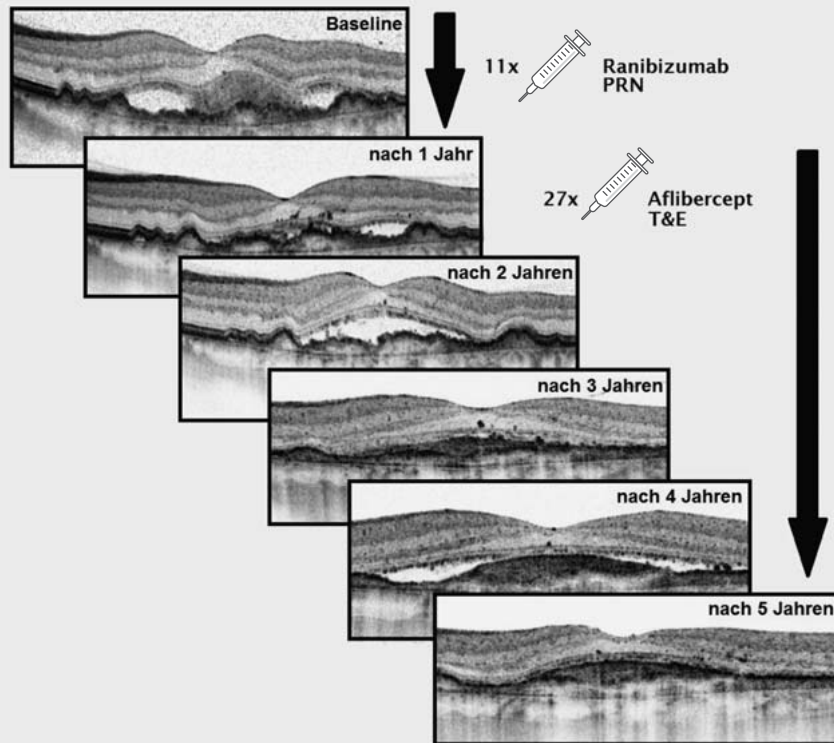 Baseline
11x Ranibizumab
PRN
nach 1 Jahr
27x Aflibercept
T&E
nach 2 Jahren
nach 3 Jahren
nach 4 Jahren
nach 5 Jahren